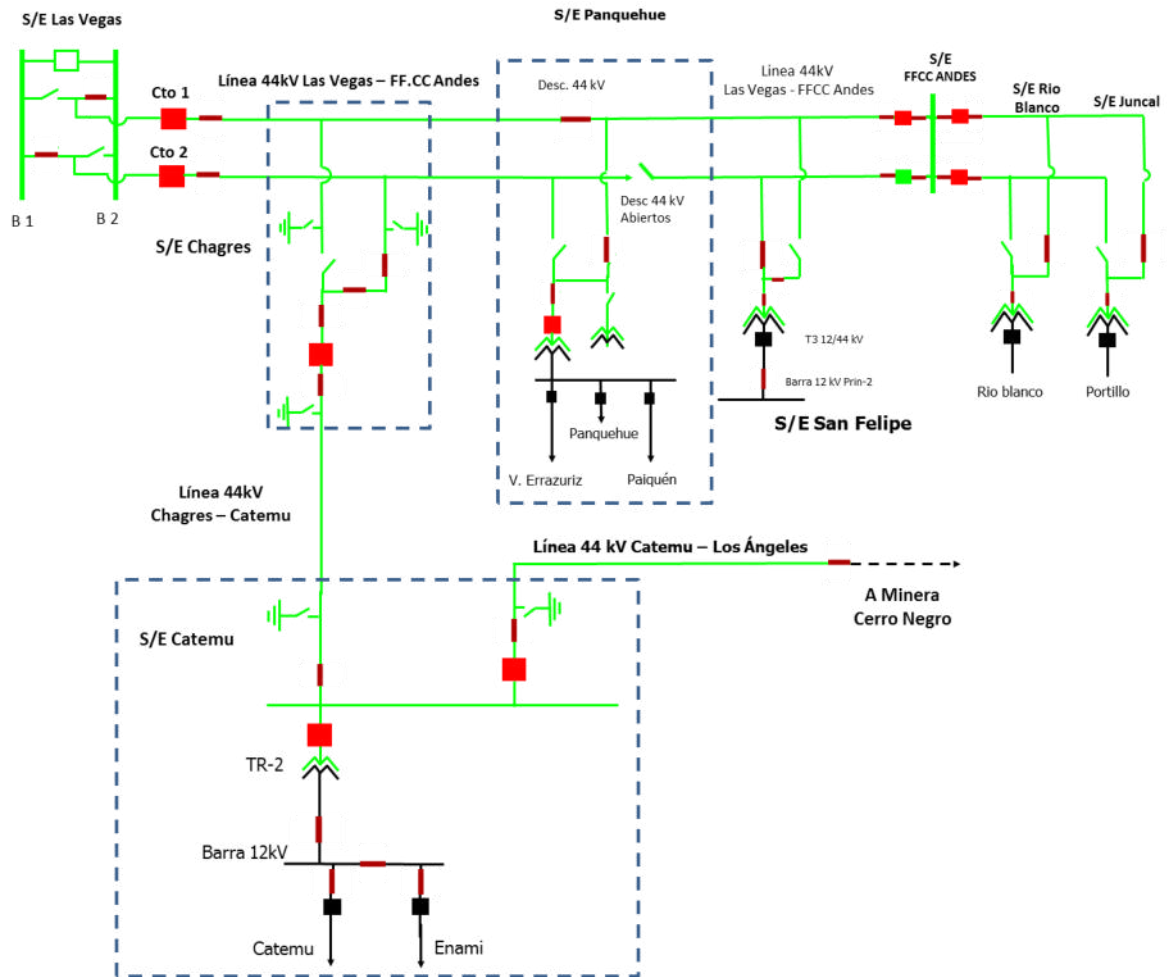 S/E Las Vegas
S/E Panquehue
Línea 44kV Las Vegas – FF.CC Andes
Desc. 44 kV
Linea 44kV
Las Vegas - FFCC Andes
S/E
FFCC ANDES
S/E Rio
Blanco
S/E Juncal
Cto 1
Cto 2
B 1
B 2
Desc 44 kV
Abiertos
S/E Chagres
T3 12/44 kV
Barra 12 kV Prin-2
S/E San Felipe
Rio blanco
Portillo
Panquehue
V. Errazuriz
Paiquén
Línea 44kV
Chagres – Catemu
Línea 44 kV Catemu – Los Ángeles
A Minera
Cerro Negro
S/E Catemu
TR-2
Barra 12kV
Catemu
Enami